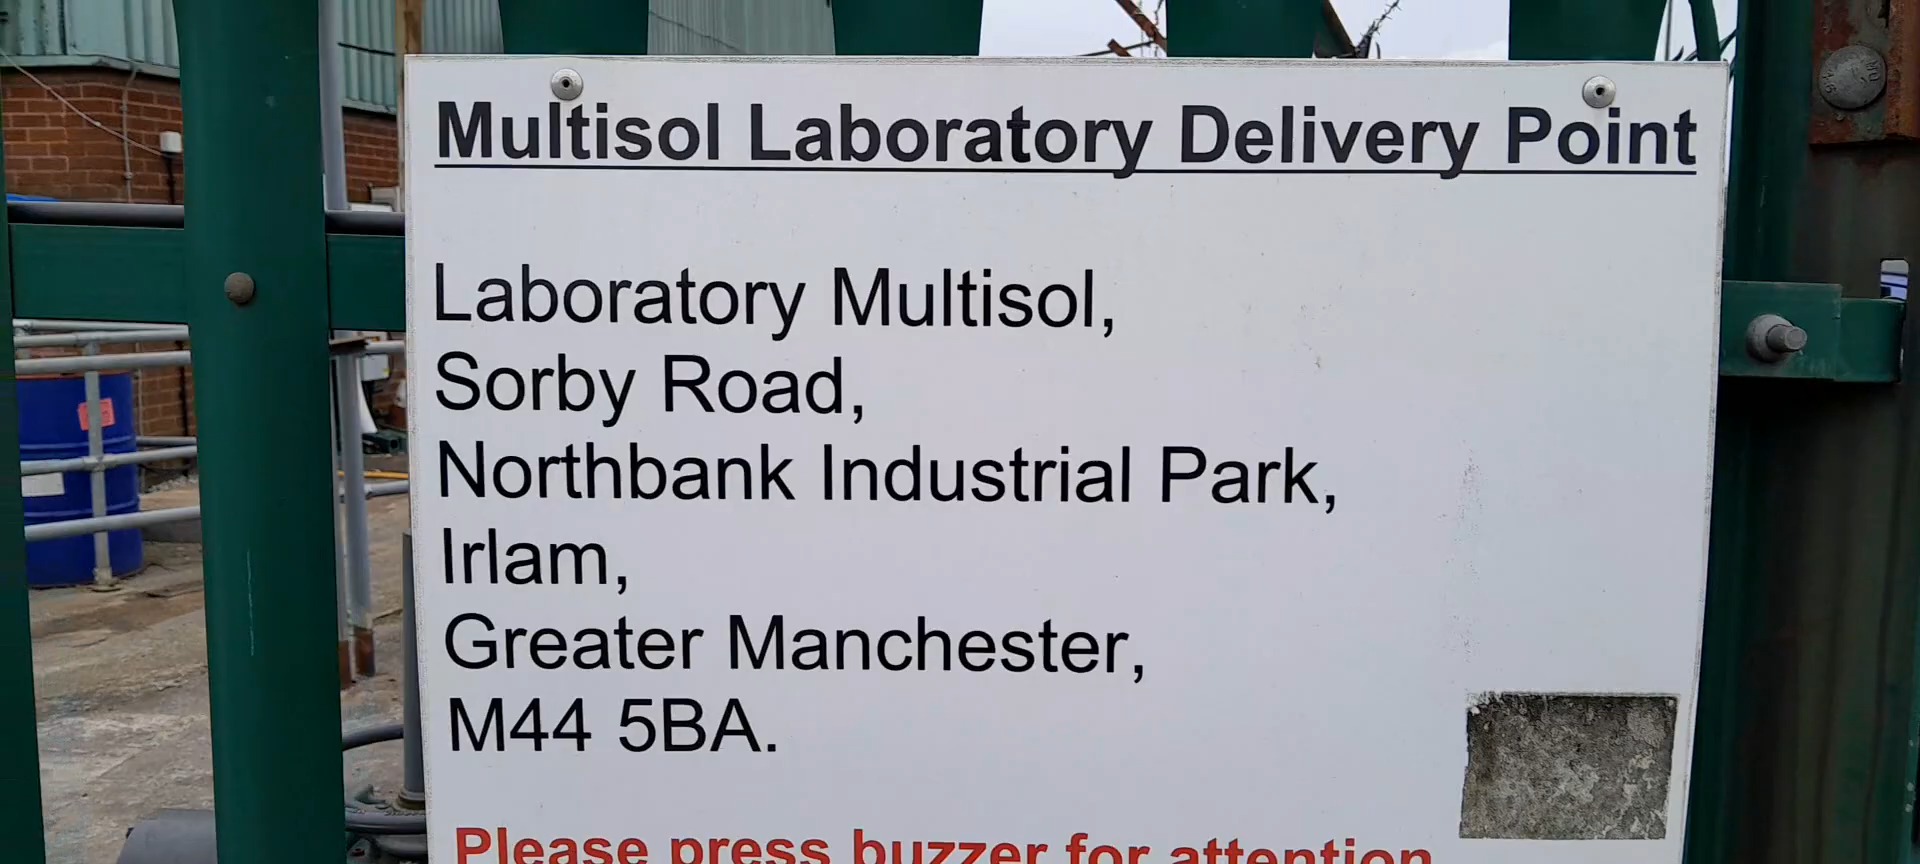 Multisol Laboratory Delivery Point
Laboratory Multisol,
Sorby Road,
Northbank Industrial Park,
Irlam,
Greater Manchester,
M44 5BA.
Please press buzzer for attention